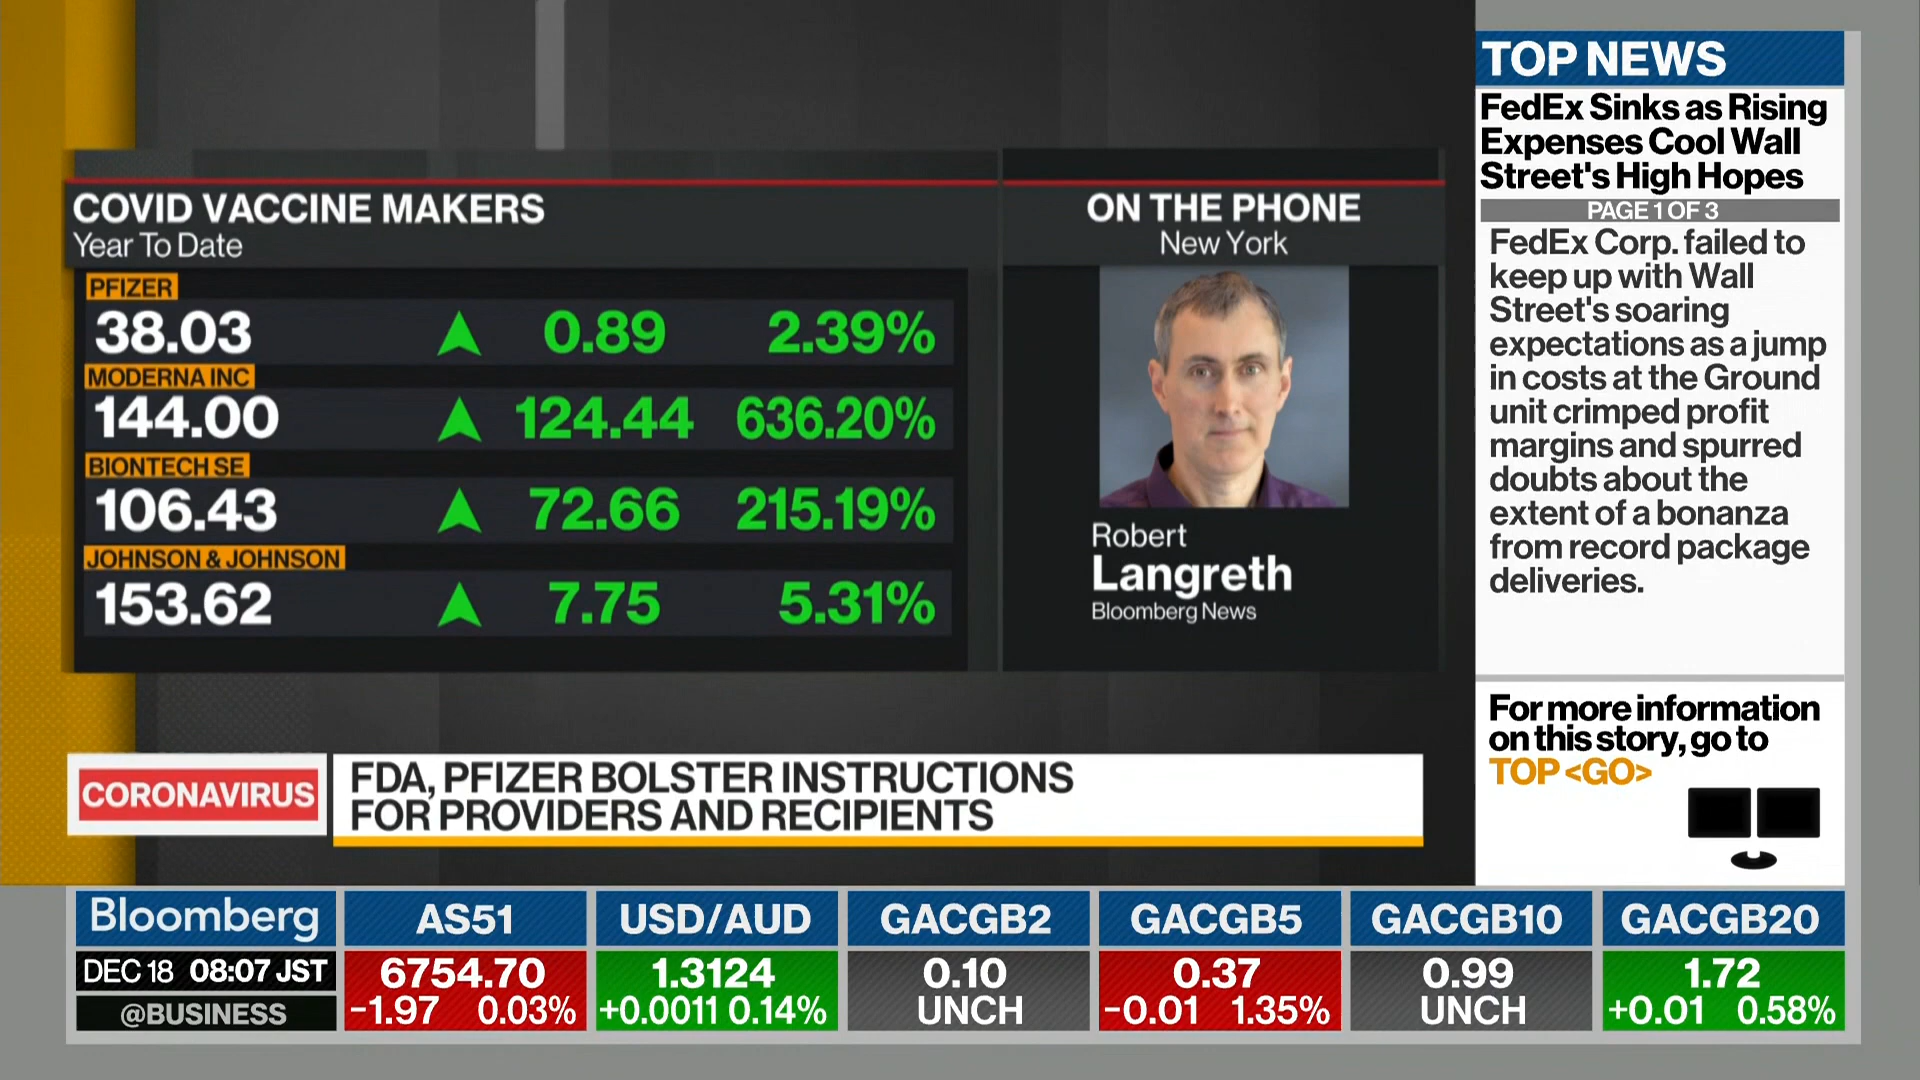 COVID VACCINE MAKERS
Year To Date
PFIZER
38.03 ▲ 0.89 2.39%
MODERNA INC
144.00 ▲ 124.44 636.20%
BIONTECH SE
106.43 ▲ 72.66 215.19%
JOHNSON & JOHNSON
153.62 ▲ 7.75 5.31%
ON THE PHONE
New York
Robert
Langreth
Bloomberg News
TOP NEWS
FedEx Sinks as Rising
Expenses Cool Wall
Street's High Hopes
PAGE 1 OF 3
FedEx Corp. failed to
keep up with Wall
Street's soaring
expectations as a jump
in costs at the Ground
unit crimped profit
margins and spurred
doubts about the
extent of a bonanza
from record package
deliveries.
For more information
on this story, go to
TOP <GO>
CORONAVIRUS
FDA, PFIZER BOLSTER INSTRUCTIONS
FOR PROVIDERS AND RECIPIENTS
Bloomberg
DEC 18 08:07 JST
@BUSINESS
AS51
6754.70
-1.97 0.03%
USD/AUD
1.3124
+0.0011 0.14%
GACGB2
0.10
UNCH
GACGB5
0.37
-0.01 1.35%
GACGB10
0.99
UNCH
GACGB20
1.72
+0.01 0.58%